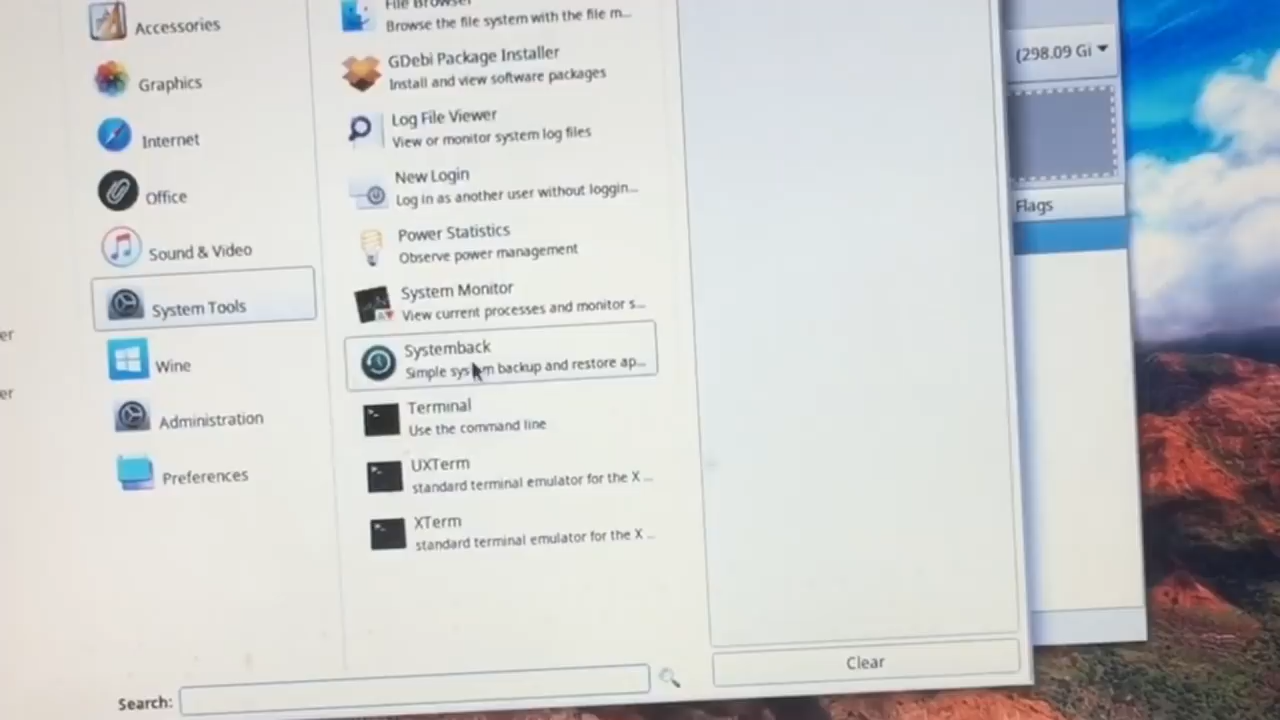 Accessories
Graphics
Internet
Office
Sound & Video
System Tools
Wine
Administration
Preferences
File Browser
Browse the file system with the file m...
GDebi Package Installer
Install and view software packages
Log File Viewer
View or monitor system log files
New Login
Log in as another user without loggin...
Power Statistics
Observe power management
System Monitor
View current processes and monitor s...
Systemback
Simple system backup and restore ap...
Terminal
Use the command line
UXTerm
standard terminal emulator for the X ...
XTerm
standard terminal emulator for the X ...
Search:
Clear
(298.09 Gi
Flags
er
er